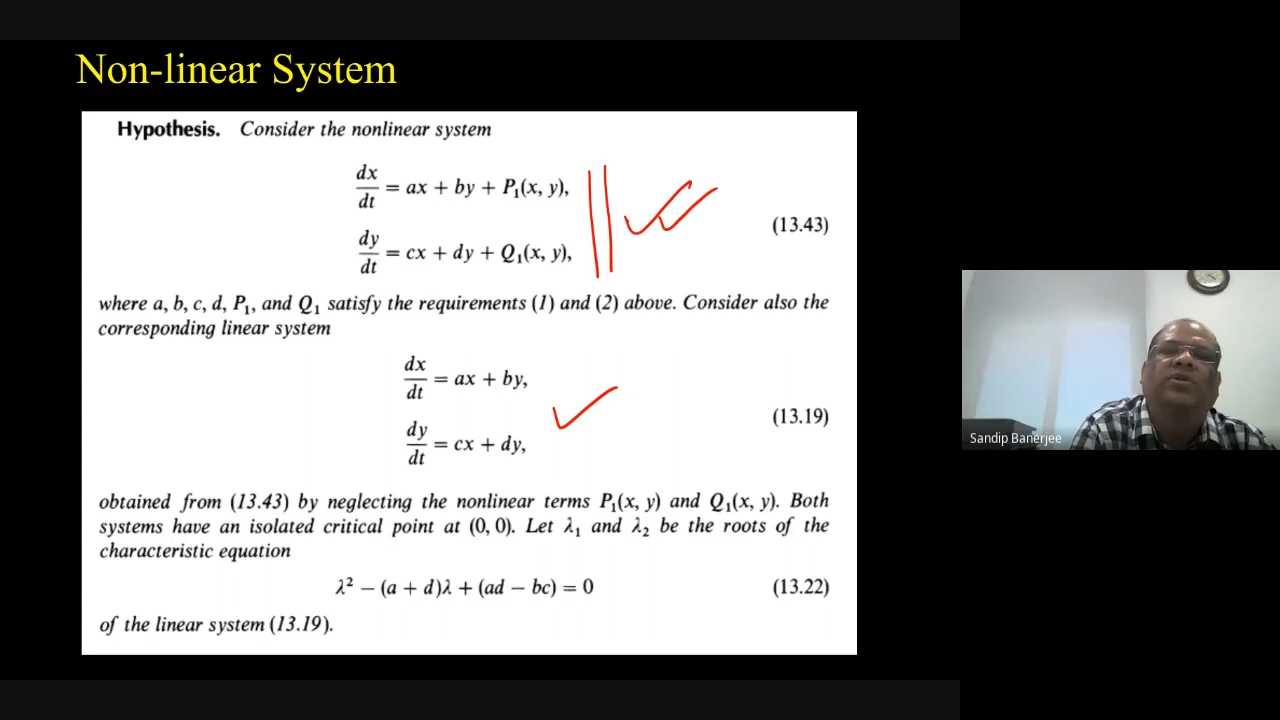 Non-linear System
Hypothesis. Consider the nonlinear system
dx/dt = ax + by + P₁(x, y),
(13.43)
dy/dt = cx + dy + Q₁(x, y),
where a, b, c, d, P₁, and Q₁ satisfy the requirements (1) and (2) above. Consider also the
corresponding linear system
dx/dt = ax + by,
(13.19)
dy/dt = cx + dy,
obtained from (13.43) by neglecting the nonlinear terms P₁(x, y) and Q₁(x, y). Both
systems have an isolated critical point at (0, 0). Let λ₁ and λ₂ be the roots of the
characteristic equation
λ² − (a + d)λ + (ad − bc) = 0 (13.22)
of the linear system (13.19).
Sandip Banerjee